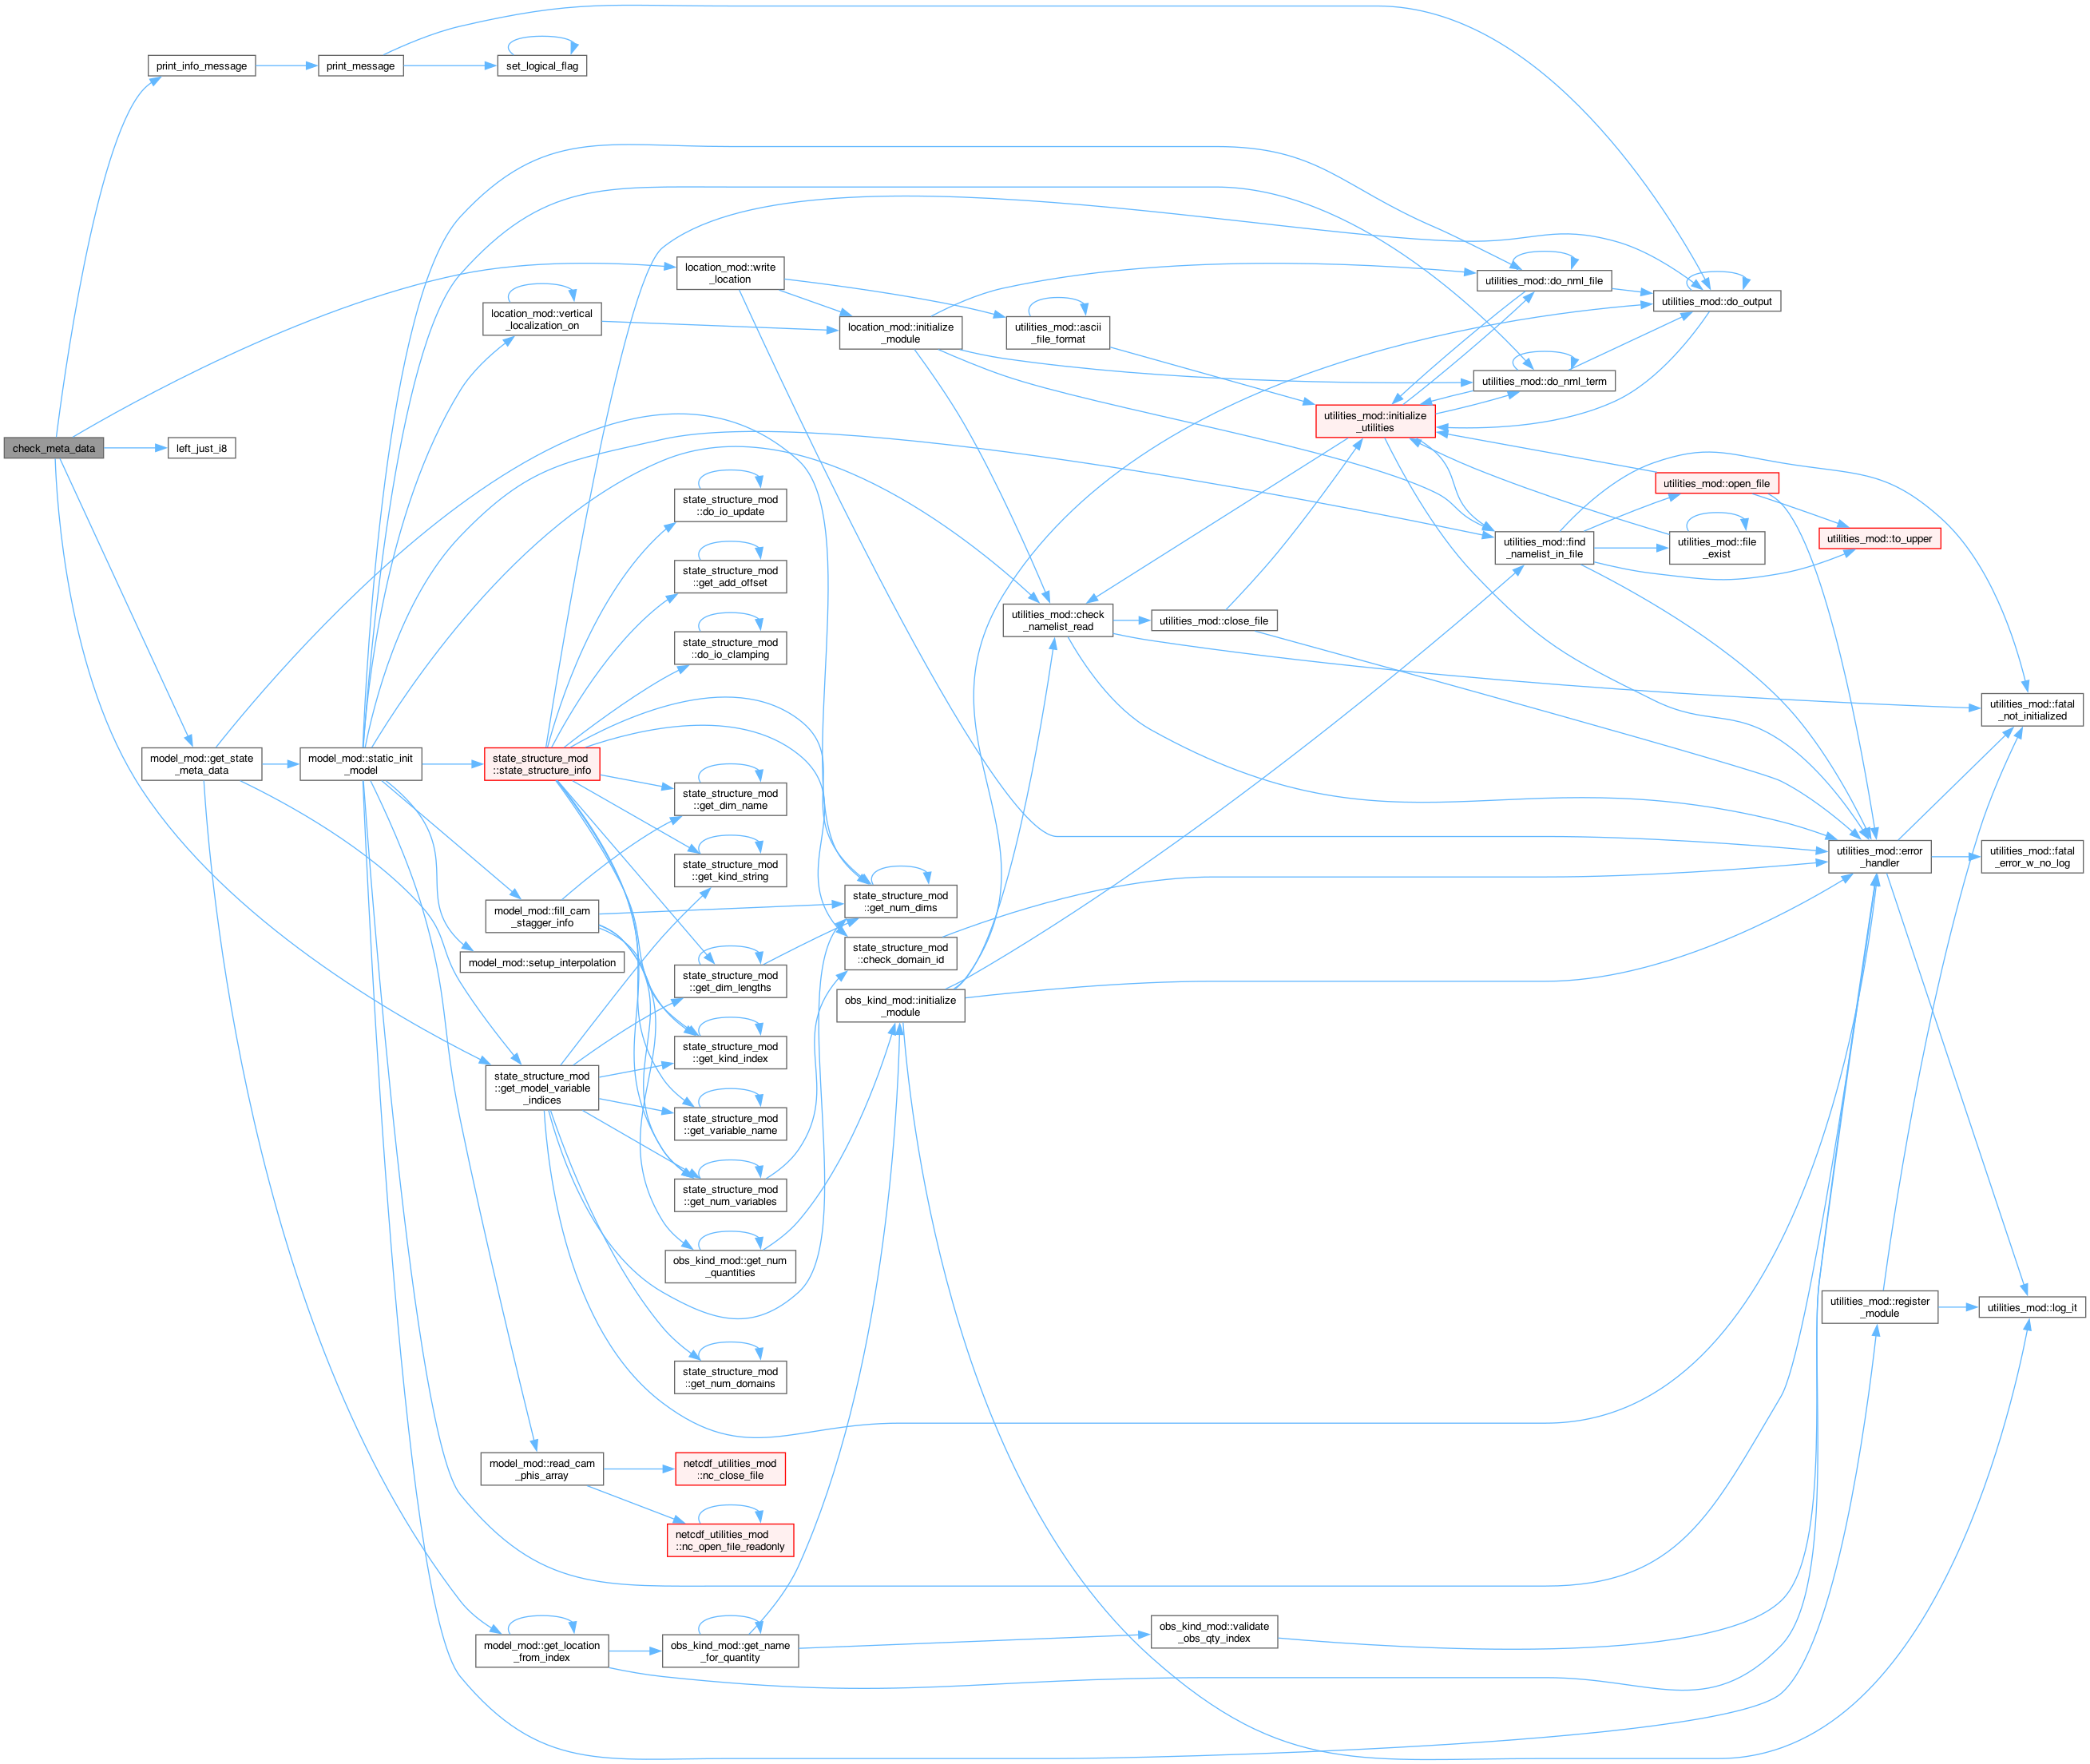 print_info_message
print_message
set_logical_flag
location_mod::write
_location
utilities_mod::do_nml_file
utilities_mod::do_output
location_mod::vertical
_localization_on
location_mod::initialize
_module
utilities_mod::ascii
_file_format
utilities_mod::do_nml_term
utilities_mod::initialize
_utilities
check_meta_data
left_just_i8
utilities_mod::open_file
state_structure_mod
::do_io_update
utilities_mod::find
_namelist_in_file
utilities_mod::file
_exist
utilities_mod::to_upper
state_structure_mod
::get_add_offset
utilities_mod::check
_namelist_read
utilities_mod::close_file
state_structure_mod
::do_io_clamping
utilities_mod::fatal
_not_initialized
model_mod::get_state
_meta_data
model_mod::static_init
_model
state_structure_mod
::state_structure_info
state_structure_mod
::get_dim_name
utilities_mod::error
_handler
utilities_mod::fatal
_error_w_no_log
state_structure_mod
::get_kind_string
model_mod::fill_cam
_stagger_info
state_structure_mod
::get_num_dims
model_mod::setup_interpolation
state_structure_mod
::check_domain_id
state_structure_mod
::get_dim_lengths
obs_kind_mod::initialize
_module
state_structure_mod
::get_kind_index
state_structure_mod
::get_model_variable
_indices
state_structure_mod
::get_variable_name
state_structure_mod
::get_num_variables
obs_kind_mod::get_num
_quantities
utilities_mod::register
_module
utilities_mod::log_it
state_structure_mod
::get_num_domains
model_mod::read_cam
_phis_array
netcdf_utilities_mod
::nc_close_file
netcdf_utilities_mod
::nc_open_file_readonly
model_mod::get_location
_from_index
obs_kind_mod::get_name
_for_quantity
obs_kind_mod::validate
_obs_qty_index